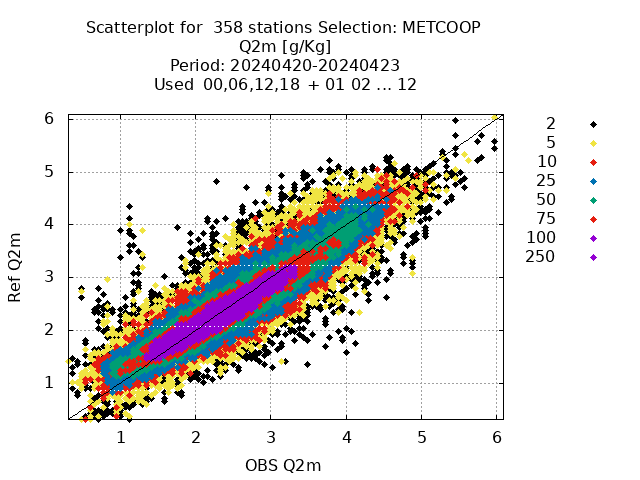 Scatterplot for 358 stations Selection: METCOOP
Q2m [g/Kg]
Period: 20240420-20240423
Used 00,06,12,18 + 01 02 ... 12
2
5
10
25
50
75
100
250
Ref Q2m
6
5
4
3
2
1
1 2 3 4 5 6
OBS Q2m